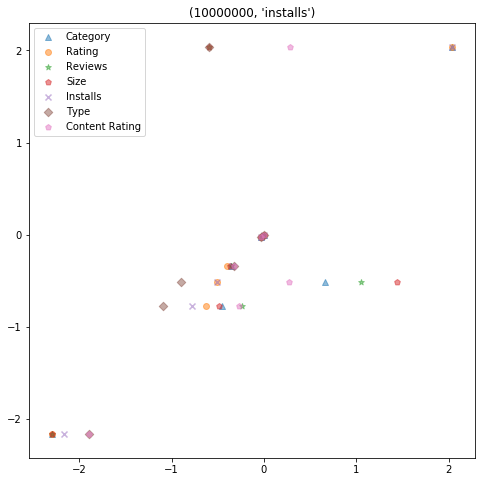 (10000000, 'installs')
Category
Rating
Reviews
Size
Installs
Type
Content Rating
2
1
0
−1
−2
−2
−1
0
1
2